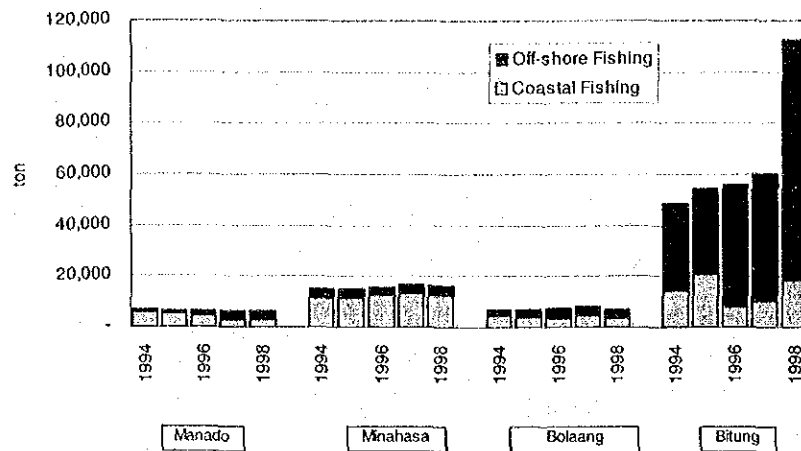 120,000
100,000
80,000
60,000
40,000
20,000
-
ton
Off-shore Fishing
Coastal Fishing
1994
1996
1998
1994
1996
1998
1994
1996
1998
1994
1996
1998
Manado
Minahasa
Bolaang
Bitung